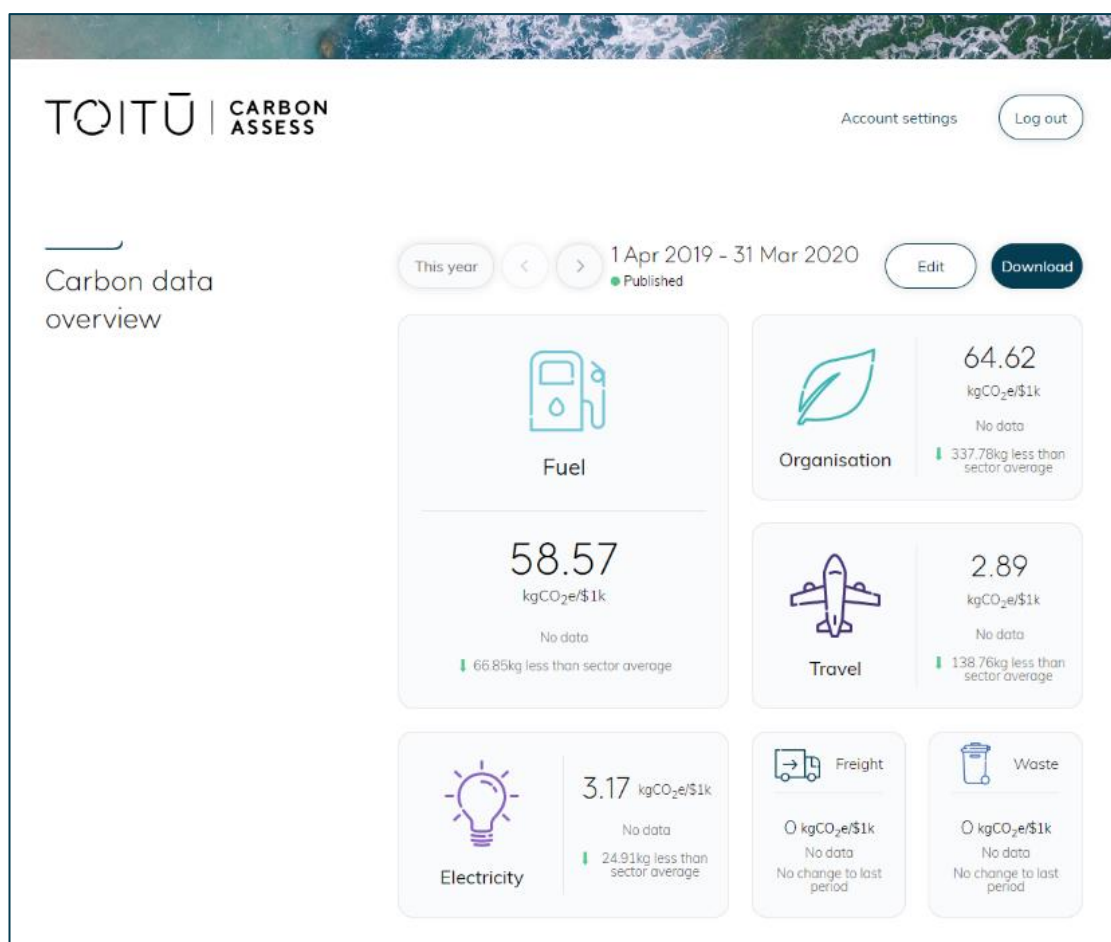 TOITŪ | CARBON ASSESS
Account settings
Log out
Carbon data
overview
This year
1 Apr 2019 - 31 Mar 2020
Published
Edit
Download
Fuel
58.57
kgCO₂e/$1k
No data
66.85kg less than sector average
Organisation
64.62
kgCO₂e/$1k
No data
337.78kg less than
sector average
Travel
2.89
kgCO₂e/$1k
No data
138.76kg less than
sector average
Electricity
3.17 kgCO₂e/$1k
No data
24.91kg less than
sector average
Freight
0 kgCO₂e/$1k
No data
No change to last
period
Waste
0 kgCO₂e/$1k
No data
No change to last
period